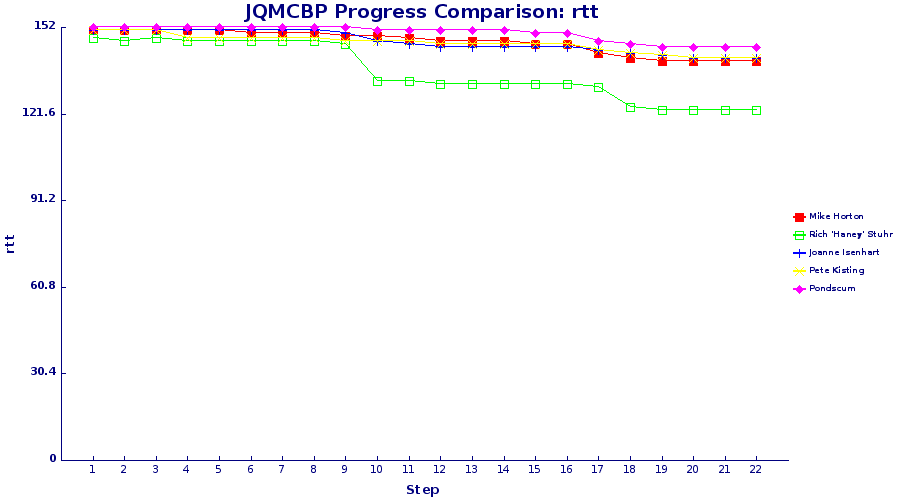 JQMCBP Progress Comparison: rtt
152
121.6
91.2
60.8
30.4
0
rtt
1 2 3 4 5 6 7 8 9 10 11 12 13 14 15 16 17 18 19 20 21 22
Step
Mike Horton
Rich 'Haney' Stuhr
Joanne Isenhart
Pete Kisting
Pondscum